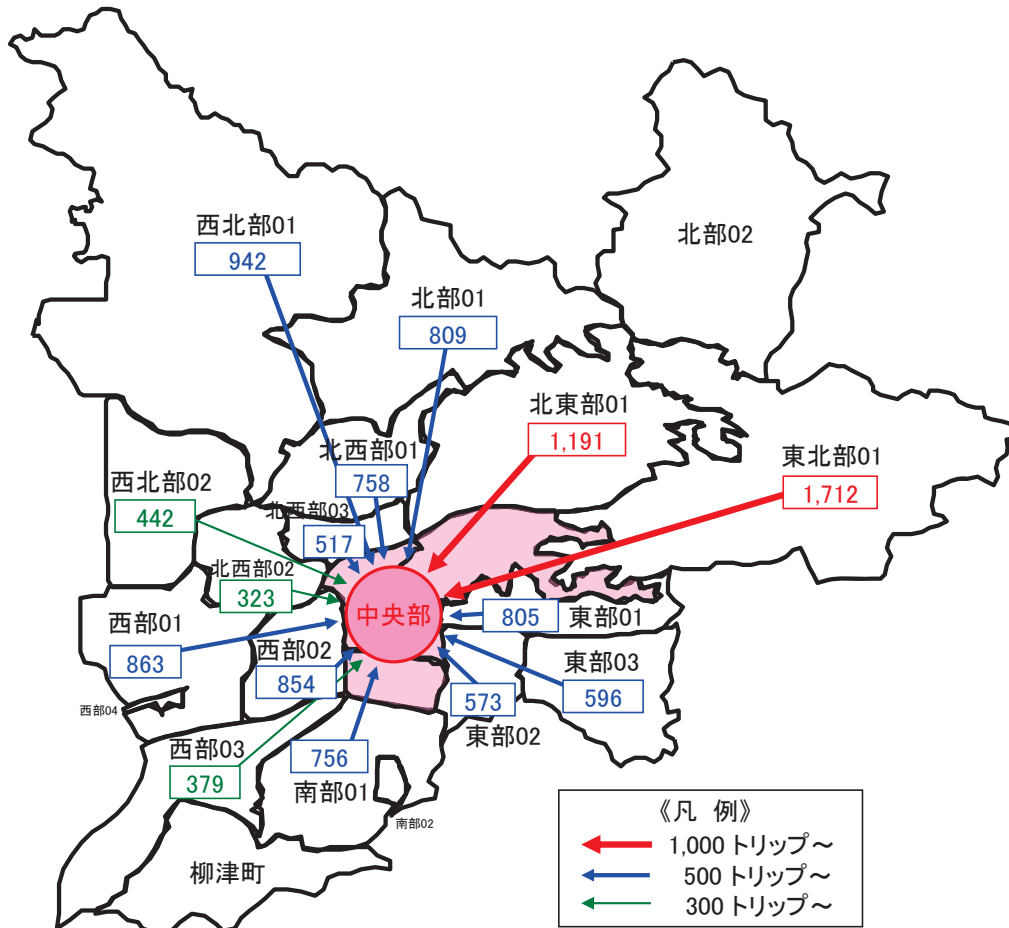 西北部01
942
北部01
809
北部02
北東部01
1,191
東北部01
1,712
北西部01
758
西北部02
442
北西部03
517
北西部02
323
中央部
805
東部01
西部01
863
西部02
854
573
東部02
東部03
596
西部04
西部03
379
756
南部01
南部02
柳津町
《凡 例》
1,000 トリップ~
500 トリップ~
300 トリップ~